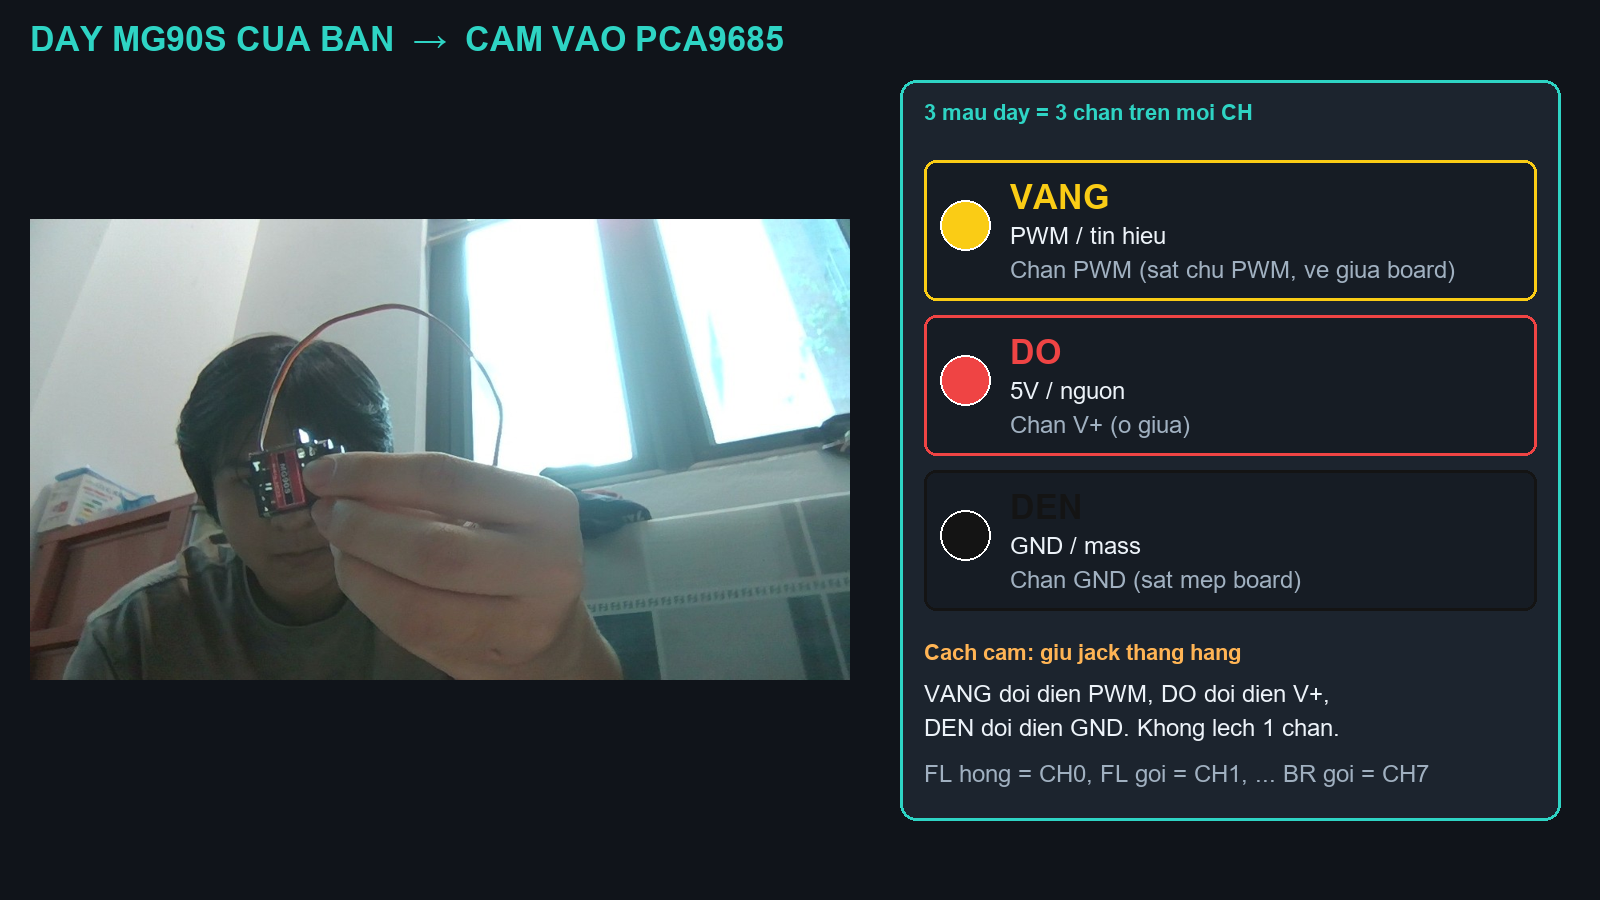 DAY MG90S CUA BAN → CAM VAO PCA9685
3 mau day = 3 chan tren moi CH
VANG
PWM / tin hieu
Chan PWM (sat chu PWM, ve giua board)
DO
5V / nguon
Chan V+ (o giua)
DEN
GND / mass
Chan GND (sat mep board)
Cach cam: giu jack thang hang
VANG doi dien PWM, DO doi dien V+,
DEN doi dien GND. Khong lech 1 chan.
FL hong = CH0, FL goi = CH1, ... BR goi = CH7
MG90S